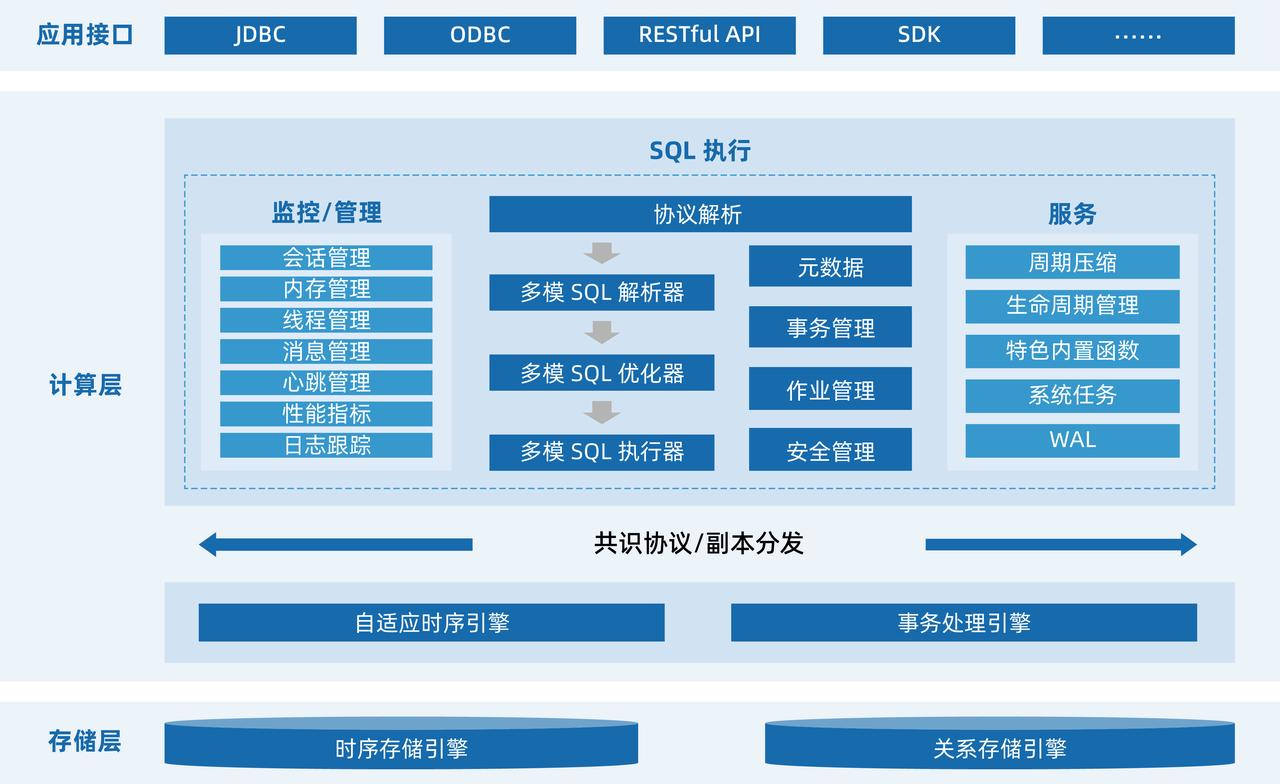 应用接口
JDBC
ODBC
RESTful API
SDK
······
计算层
SQL 执行
监控/管理
会话管理
内存管理
线程管理
消息管理
心跳管理
性能指标
日志跟踪
协议解析
多模 SQL 解析器
多模 SQL 优化器
多模 SQL 执行器
元数据
事务管理
作业管理
安全管理
服务
周期压缩
生命周期管理
特色内置函数
系统任务
WAL
共识协议/副本分发
自适应时序引擎
事务处理引擎
存储层
时序存储引擎
关系存储引擎